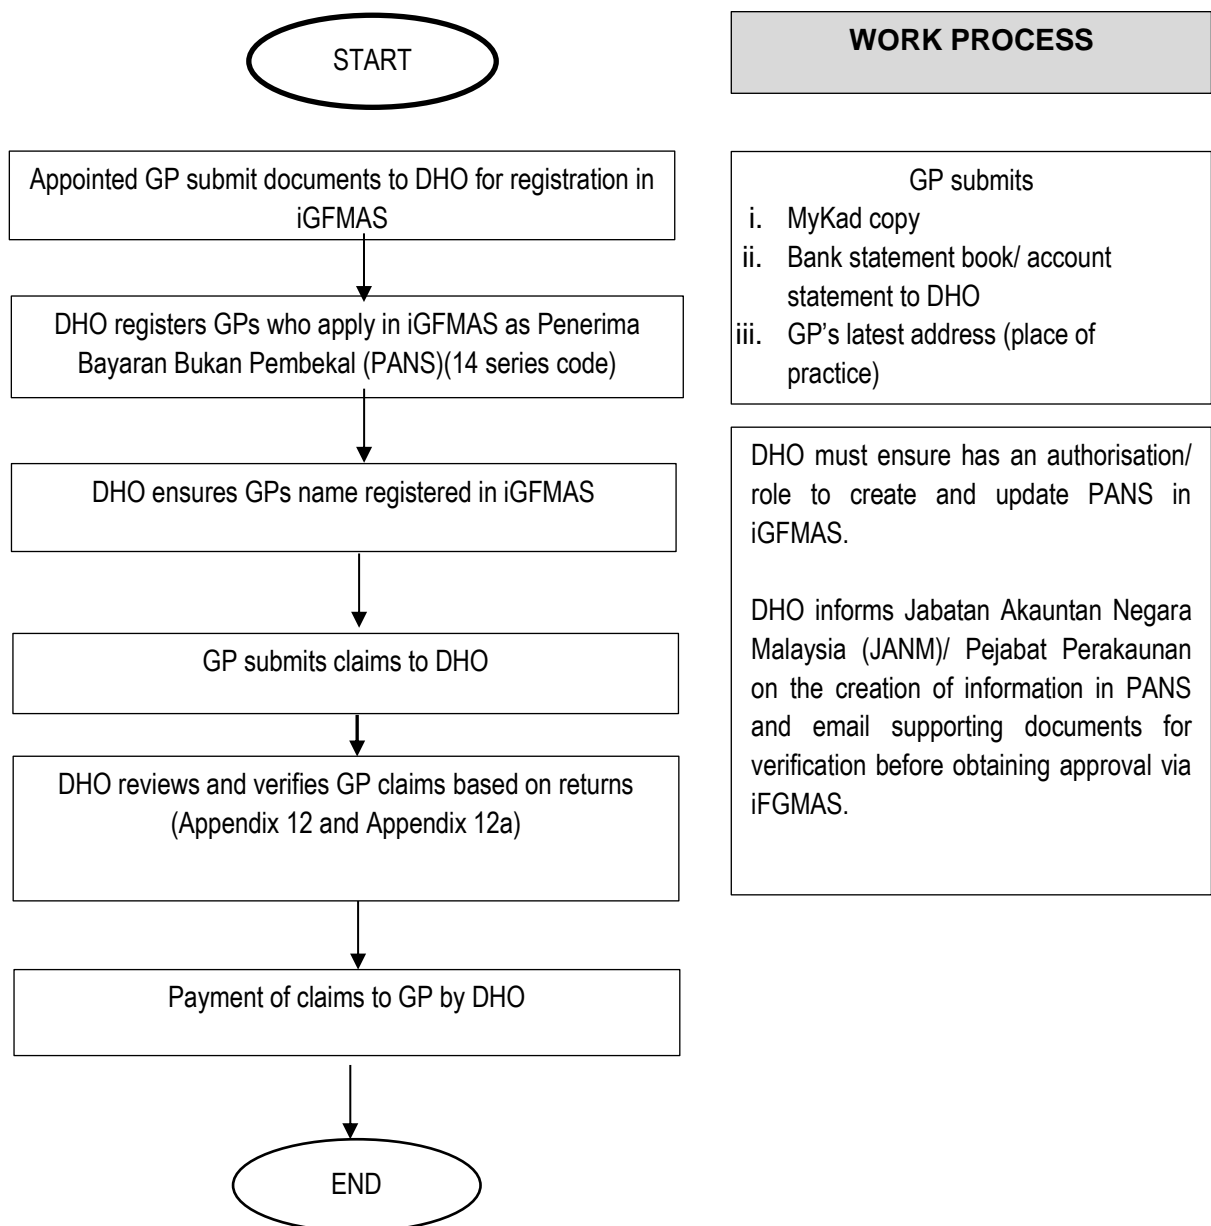 START
WORK PROCESS
Appointed GP submit documents to DHO for registration in
iGFMAS
GP submits
i. MyKad copy
ii. Bank statement book/ account
statement to DHO
iii. GP’s latest address (place of
practice)
DHO registers GPs who apply in iGFMAS as Penerima
Bayaran Bukan Pembekal (PANS)(14 series code)
DHO ensures GPs name registered in iGFMAS
DHO must ensure has an authorisation/
role to create and update PANS in
iGFMAS.
DHO informs Jabatan Akauntan Negara
Malaysia (JANM)/ Pejabat Perakaunan
on the creation of information in PANS
and email supporting documents for
verification before obtaining approval via
iFGMAS.
GP submits claims to DHO
DHO reviews and verifies GP claims based on returns
(Appendix 12 and Appendix 12a)
Payment of claims to GP by DHO
END